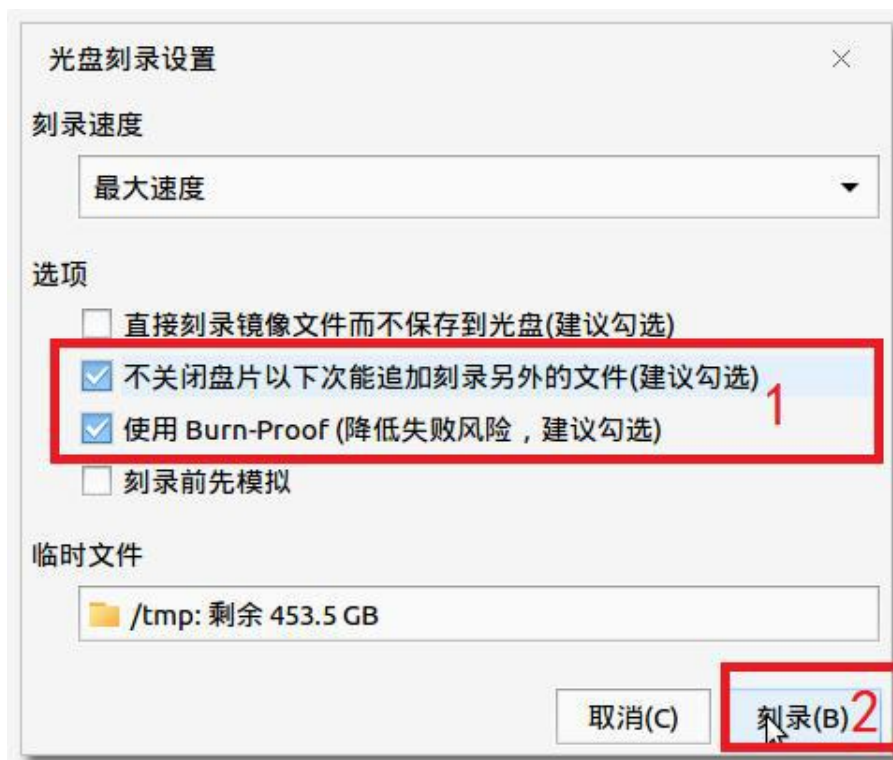 光盘刻录设置
刻录速度
最大速度
选项
直接刻录镜像文件而不保存到光盘(建议勾选)
不关闭盘片以下次能追加刻录另外的文件(建议勾选)
1
使用 Burn-Proof (降低失败风险，建议勾选)
刻录前先模拟
临时文件
/tmp: 剩余 453.5 GB
取消(C) 刻录(B) 2